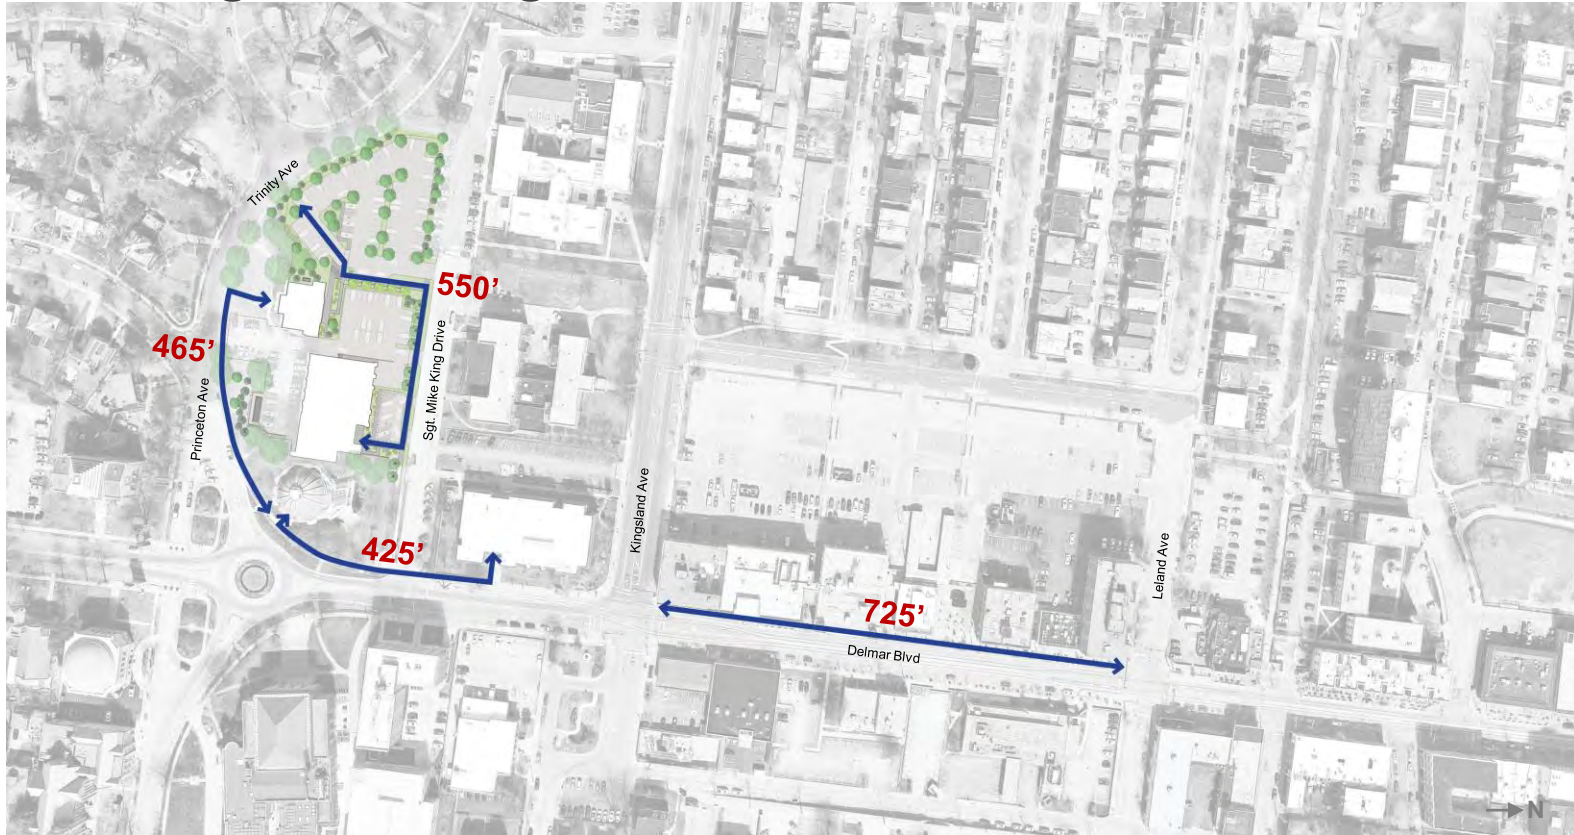 Trinity Ave
550’
465’
Sgt. Mike King Drive
Princeton Ave
Kingsland Ave
425’
Leland Ave
725’
Delmar Blvd
N